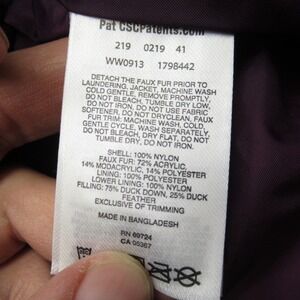 Pat CSCPatents.com
219 0219 41
WW0913 1798442
DETACH THE FAUX FUR PRIOR TO
LAUNDERING, JACKET, MACHINE WASH
COLD GENTLE, REMOVE PROMPTLY,
DO NOT BLEACH, TUMBLE DRY LOW,
DO NOT IRON, DO NOT USE FABRIC
SOFTENER, DO NOT DRYCLEAN, FAUX
FUR TRIM: MACHINE WASH, COLD,
GENTLE CYCLE, WASH SEPARATELY,
DO NOT BLEACH, DRY FLAT, DO NOT
TUMBLE DRY, DO NOT IRON.
SHELL: 100% NYLON
FAUX FUR: 72% ACRYLIC,
14% MODACRYLIC, 14% POLYESTER
LINING: 100% POLYESTER
LOWER LINING: 100% NYLON
FILLING: 75% DUCK DOWN, 25% DUCK
FEATHER
EXCLUSIVE OF TRIMMING
MADE IN BANGLADESH
RN 69724
CA 05367